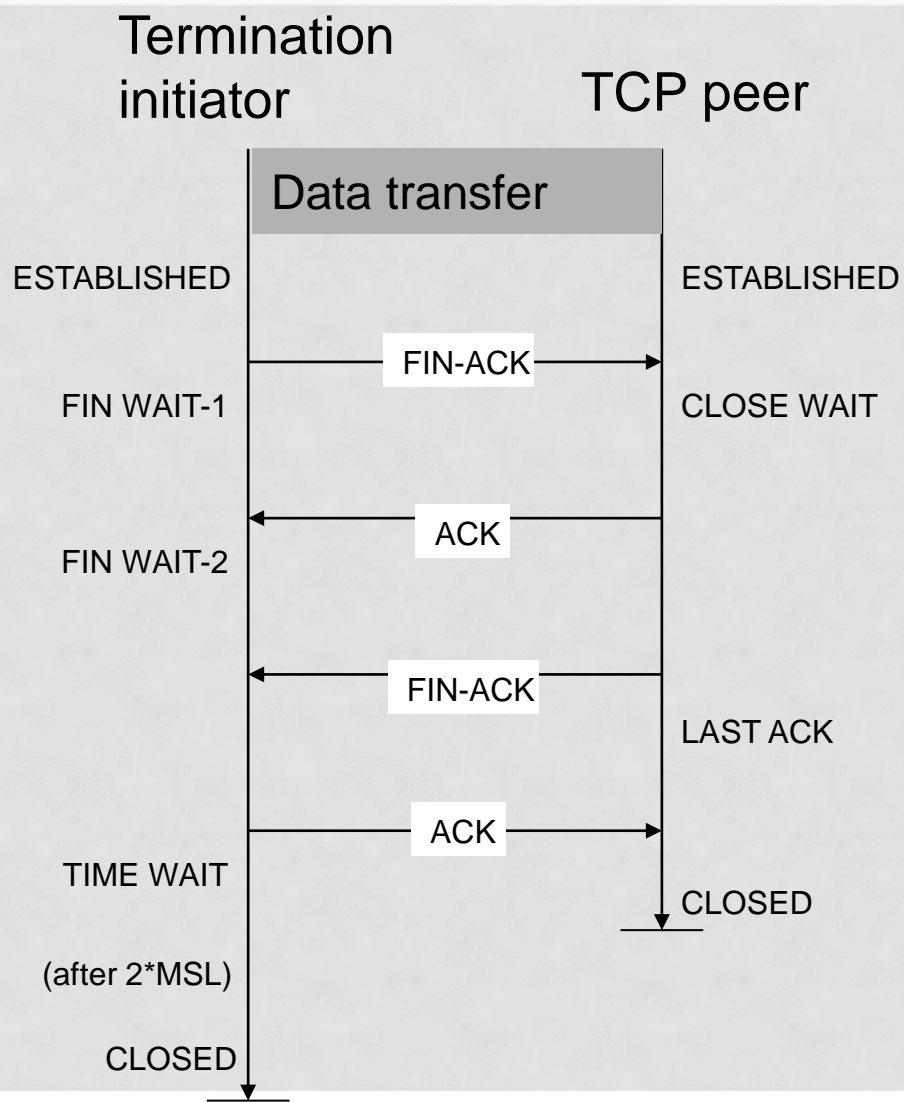 Termination
initiator
TCP peer
Data transfer
ESTABLISHED
ESTABLISHED
FIN-ACK
FIN WAIT-1
CLOSE WAIT
ACK
FIN WAIT-2
FIN-ACK
LAST ACK
ACK
TIME WAIT
CLOSED
(after 2*MSL)
CLOSED